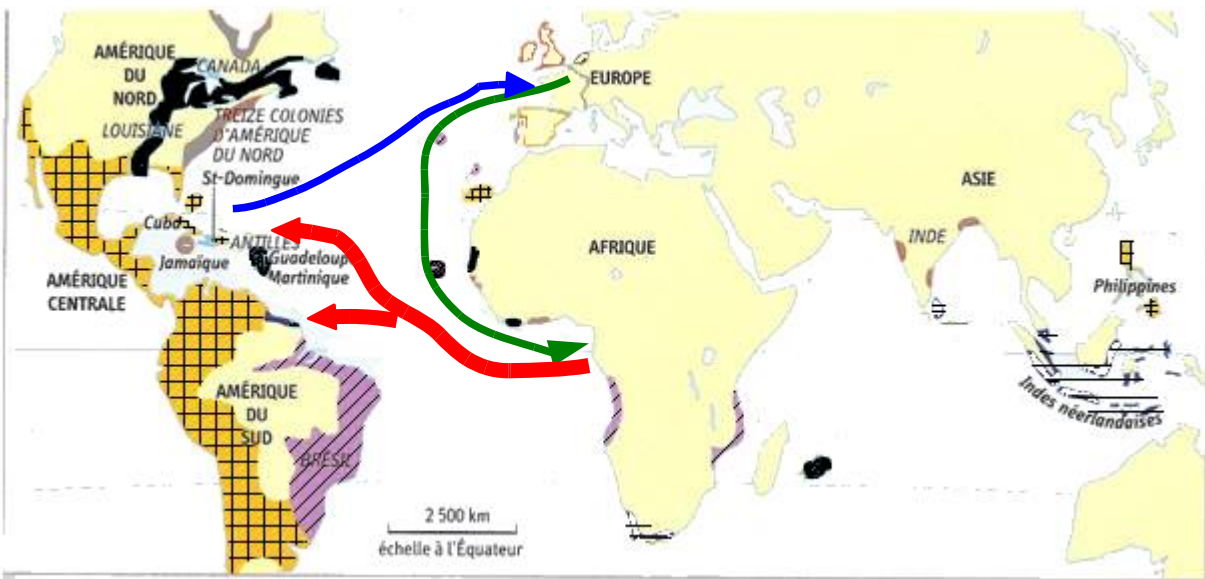 AMÉRIQUE
DU
NORD
CANADA
LOUISIANE
TREIZE COLONIES
D'AMÉRIQUE
DU NORD
St-Domingue
Cuba
ANTILLES
Jamaïque
Guadeloup
Martinique
AMÉRIQUE
CENTRALE
AMÉRIQUE
DU
SUD
BRÉSIL
EUROPE
AFRIQUE
ASIE
INDE
Philippines
Indes néerlandaises
2 500 km
échelle à l'Équateur